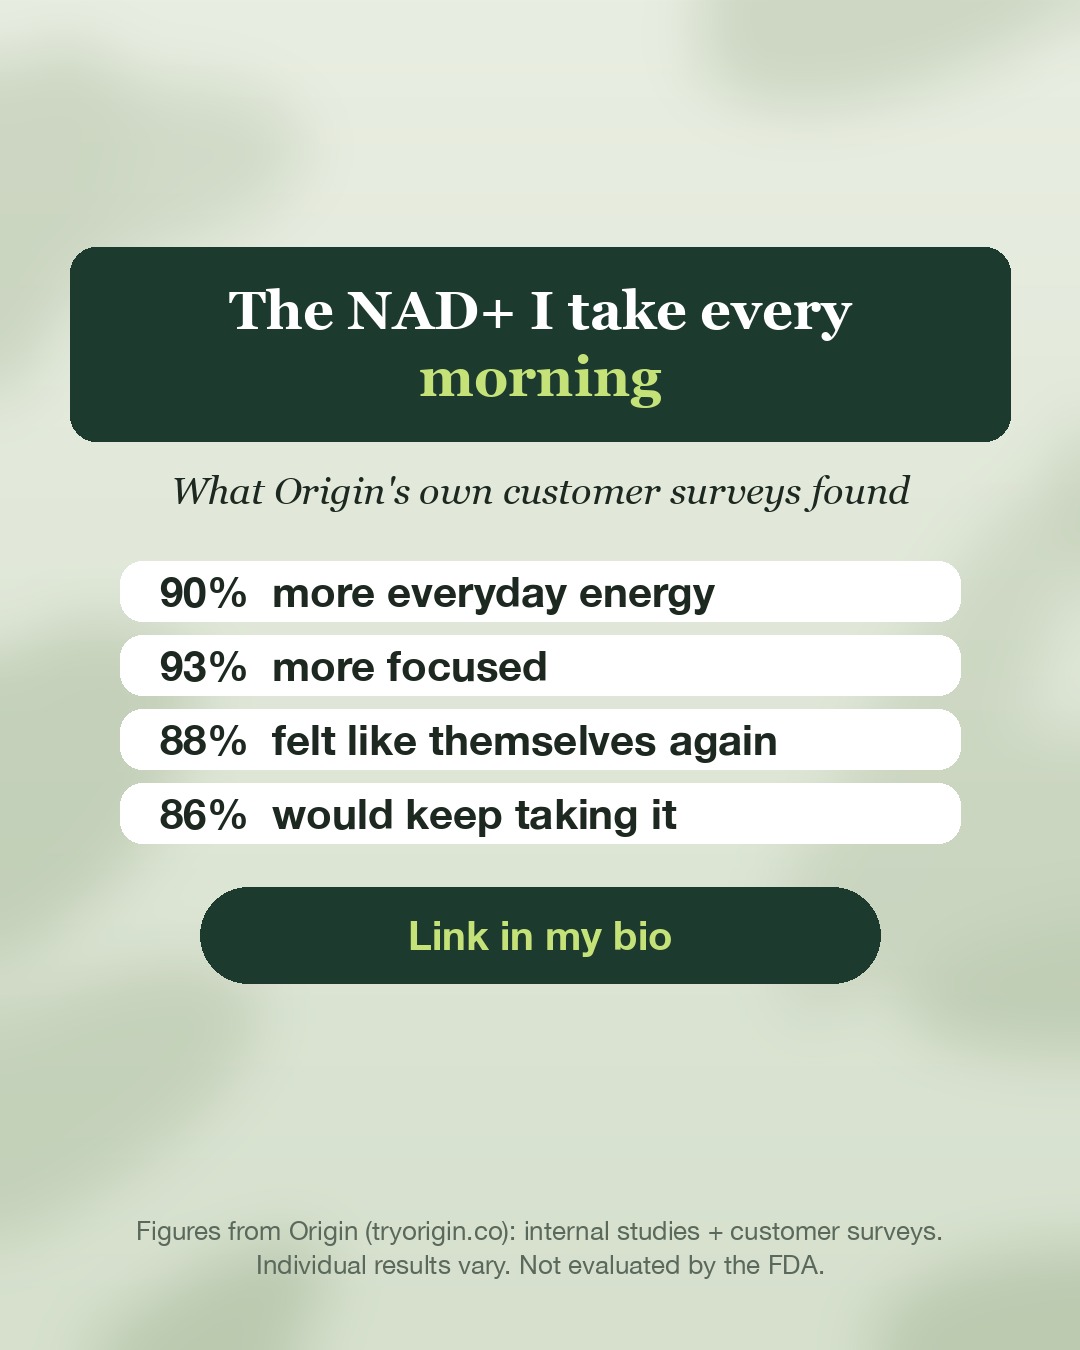 The NAD+ I take every
morning
What Origin's own customer surveys found
90% more everyday energy
93% more focused
88% felt like themselves again
86% would keep taking it
Link in my bio
Figures from Origin (tryorigin.co): internal studies + customer surveys.
Individual results vary. Not evaluated by the FDA.